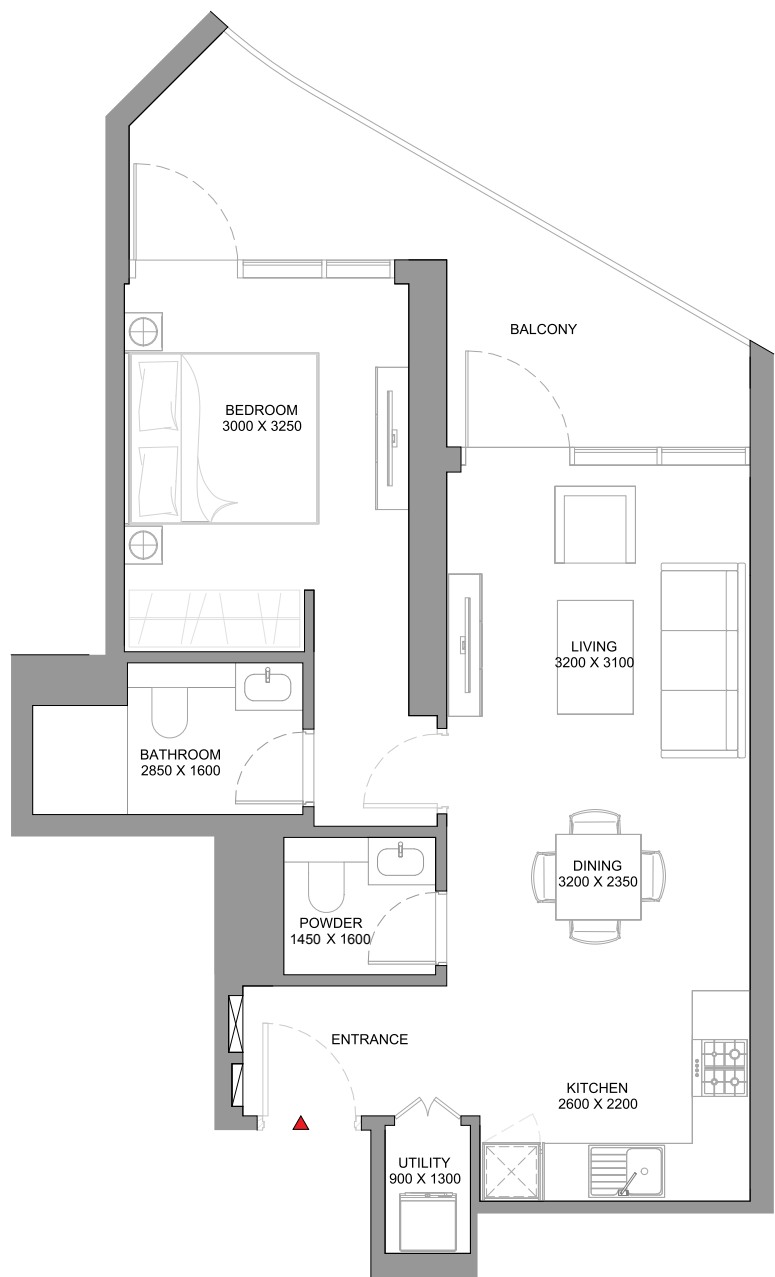 BALCONY
BEDROOM
3000 X 3250
LIVING
3200 X 3100
BATHROOM
2850 X 1600
DINING
3200 X 2350
POWDER
1450 X 1600
ENTRANCE
KITCHEN
2600 X 2200
UTILITY
900 X 1300